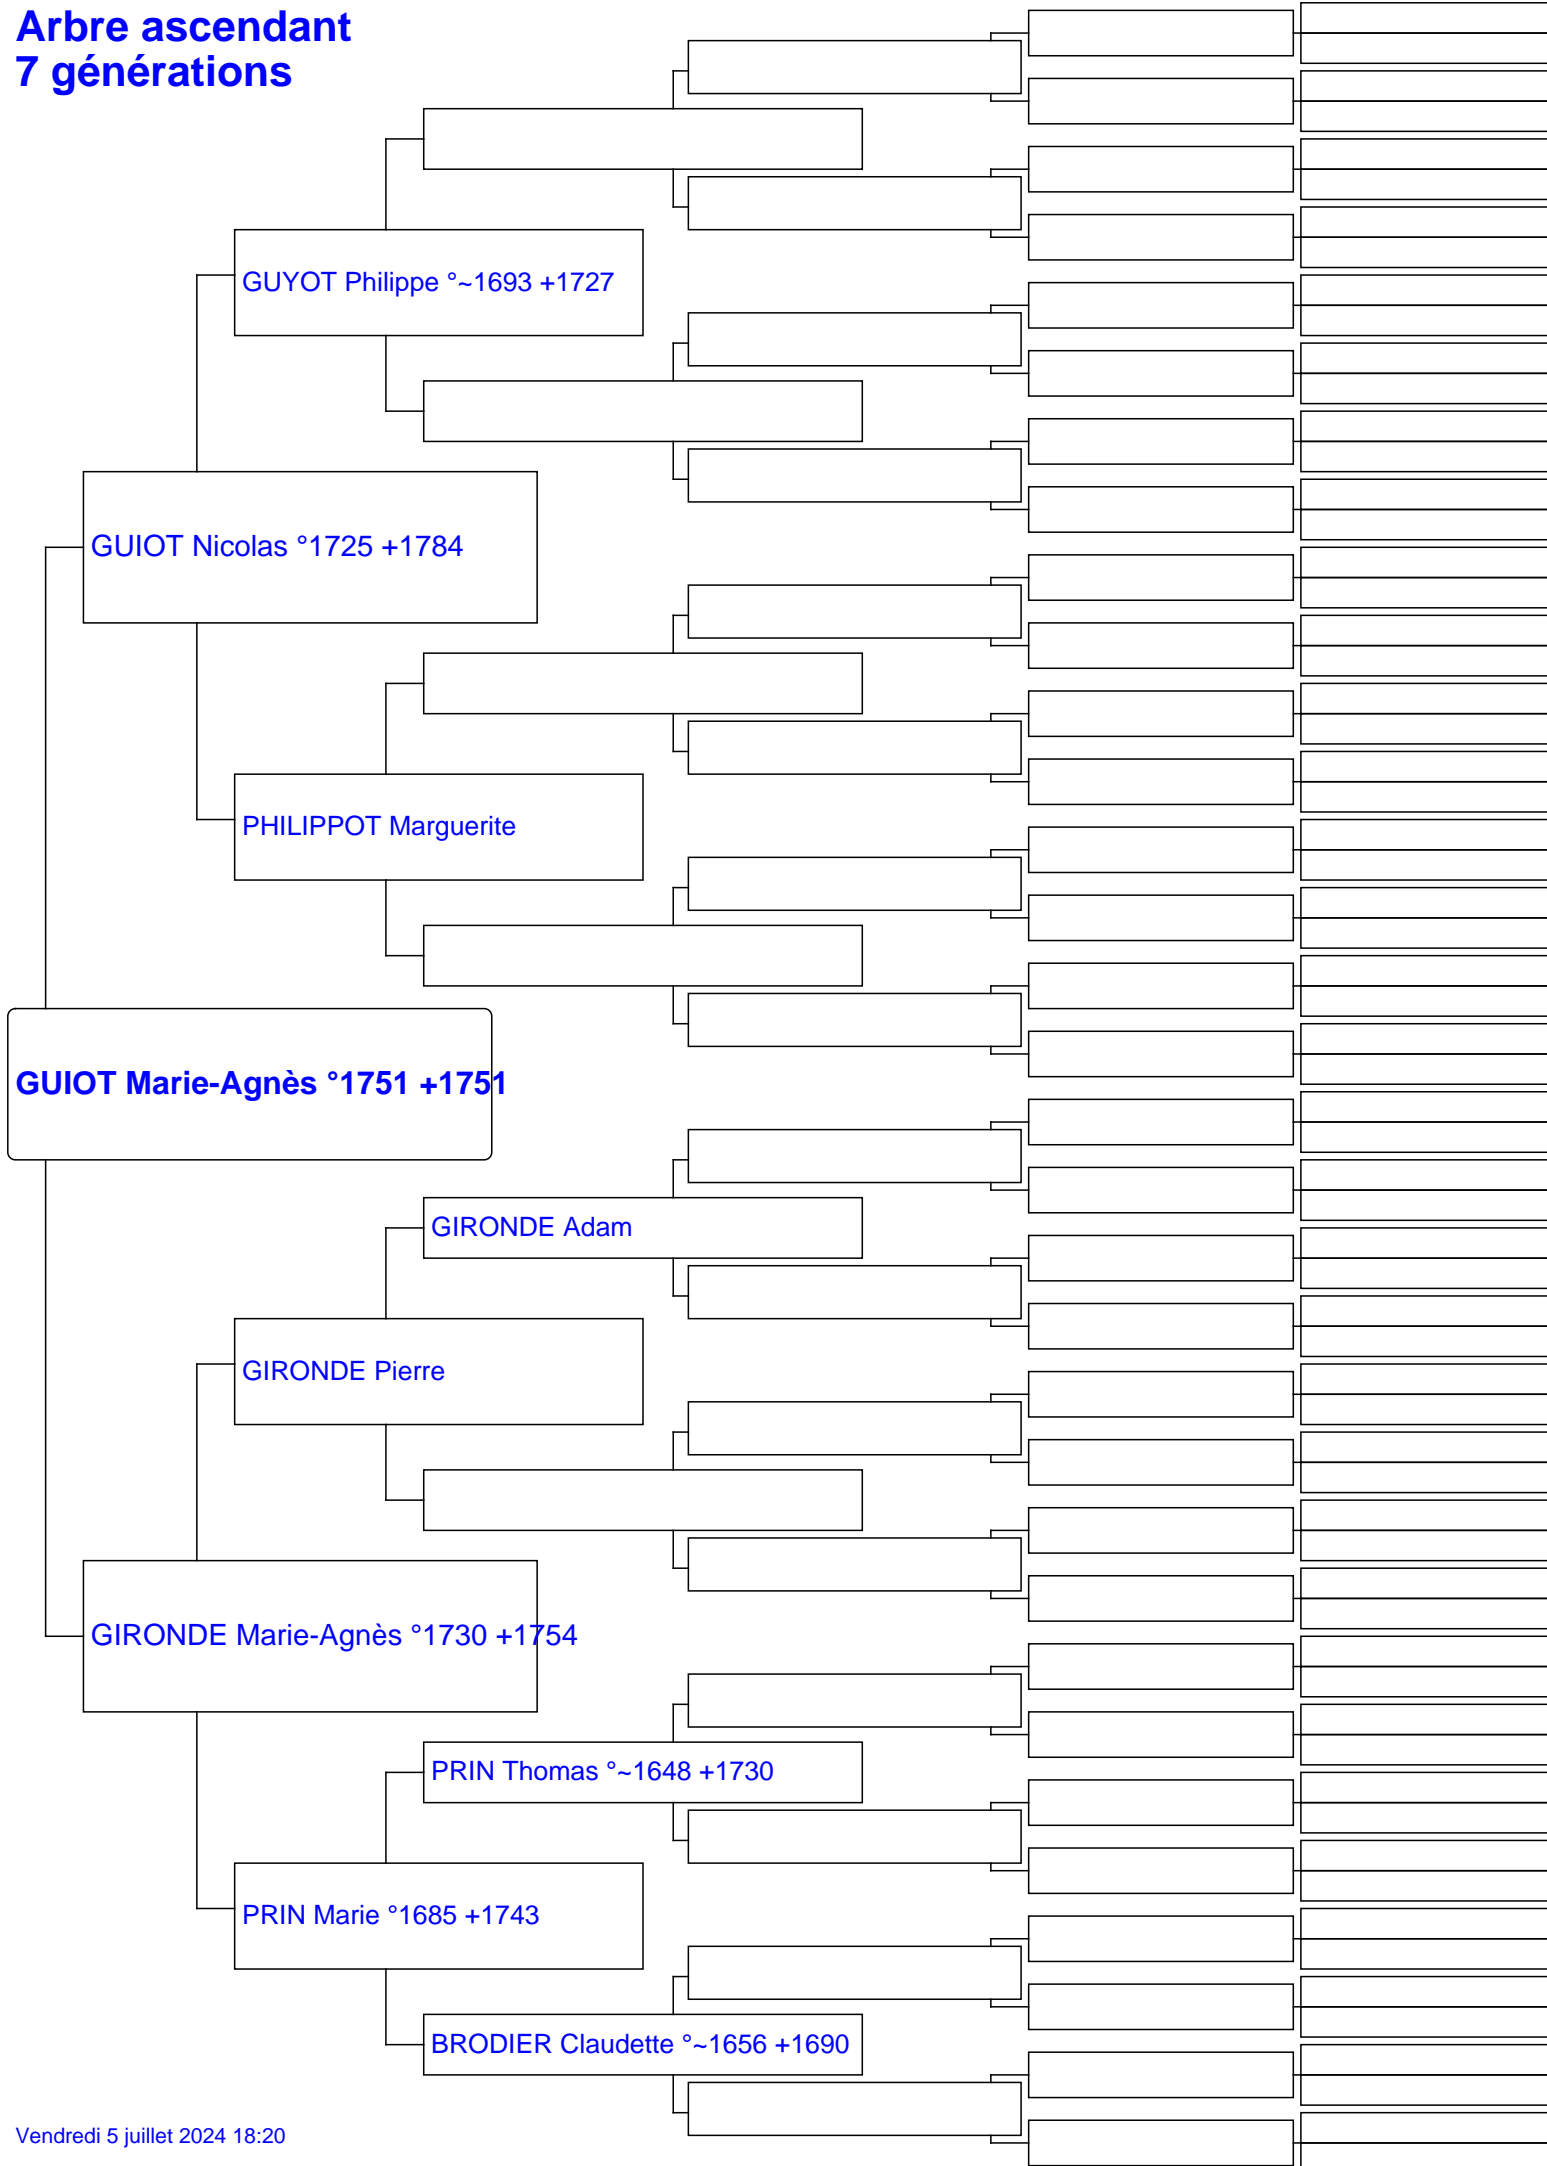 Arbre ascendant
7 générations
GUYOT Philippe °~1693 +1727
GUIOT Nicolas °1725 +1784
PHILIPPOT Marguerite
GUIOT Marie-Agnès °1751 +1751
GIRONDE Adam
GIRONDE Pierre
GIRONDE Marie-Agnès °1730 +1754
PRIN Thomas °~1648 +1730
PRIN Marie °1685 +1743
BRODIER Claudette °~1656 +1690
Vendredi 5 juillet 2024 18:20